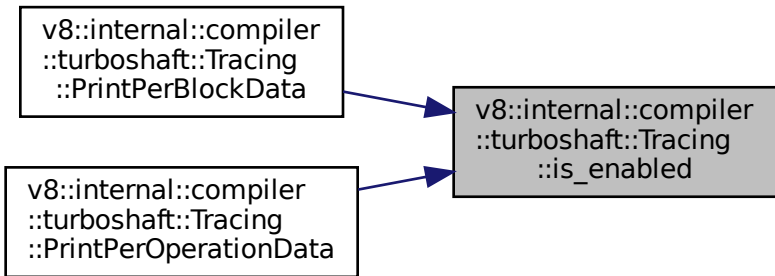 v8::internal::compiler
::turboshaft::Tracing
::PrintPerBlockData
v8::internal::compiler
::turboshaft::Tracing
::is_enabled
v8::internal::compiler
::turboshaft::Tracing
::PrintPerOperationData